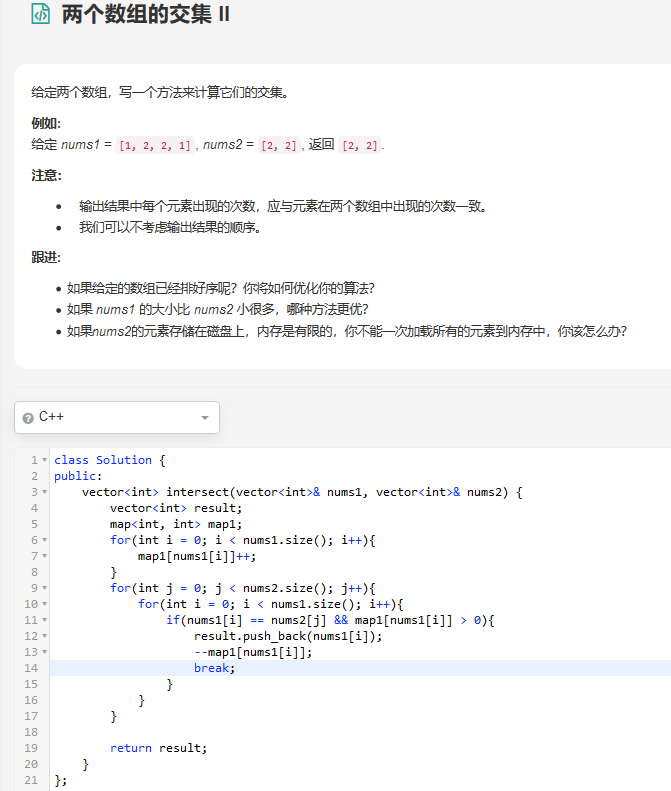 两个数组的交集 II
给定两个数组，写一个方法来计算它们的交集。
例如:
给定 nums1 = [1, 2, 2, 1], nums2 = [2, 2], 返回 [2, 2].
注意:
• 输出结果中每个元素出现的次数，应与元素在两个数组中出现的次数一致。
• 我们可以不考虑输出结果的顺序。
跟进:
• 如果给定的数组已经排好序呢？你将如何优化你的算法？
• 如果 nums1 的大小比 nums2 小很多，哪种方法更优？
• 如果nums2的元素存储在磁盘上，内存是有限的，你不能一次加载所有的元素到内存中，你该怎么办？
C++
1 class Solution {
2 public:
3     vector<int> intersect(vector<int>& nums1, vector<int>& nums2) {
4         vector<int> result;
5         map<int, int> map1;
6         for(int i = 0; i < nums1.size(); i++){
7             map1[nums1[i]]++;
8         }
9         for(int j = 0; j < nums2.size(); j++){
10             for(int i = 0; i < nums1.size(); i++){
11                 if(nums1[i] == nums2[j] && map1[nums1[i]] > 0){
12                     result.push_back(nums1[i]);
13                     --map1[nums1[i]];
14                     break;
15                 }
16             }
17         }
18
19         return result;
20     }
21 };